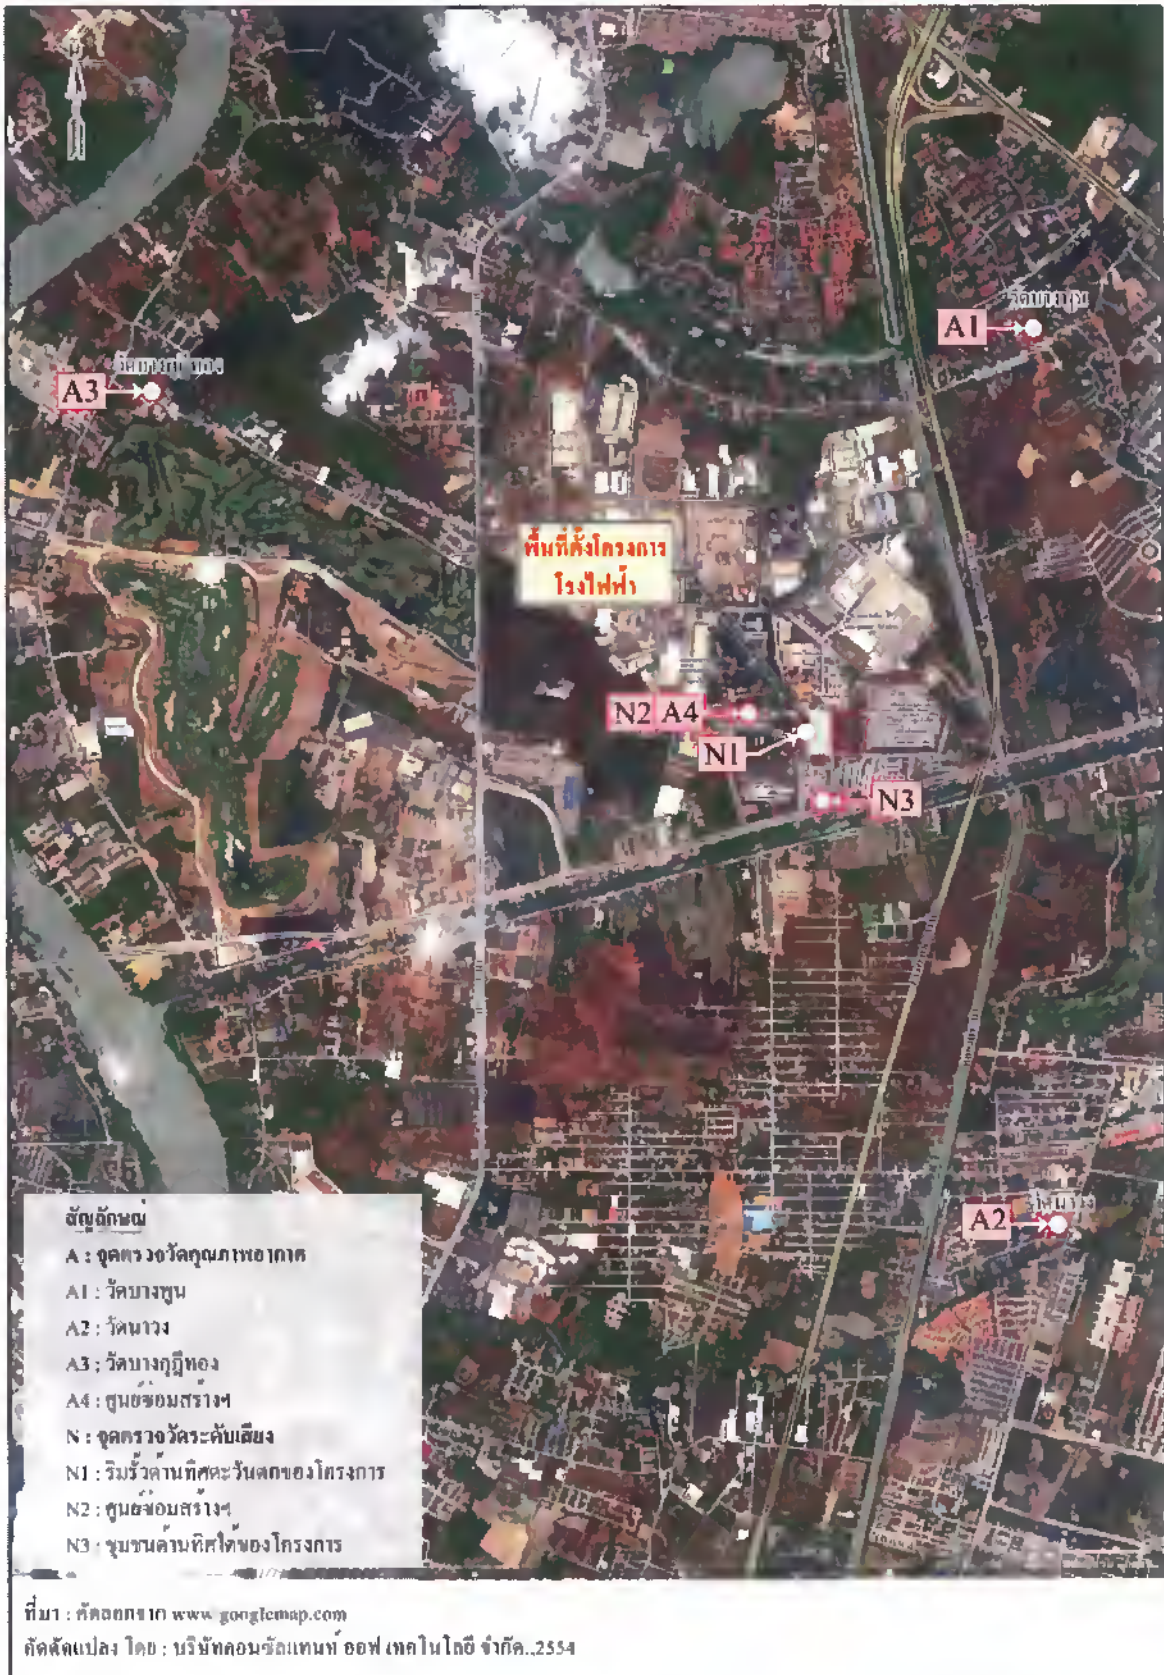 วัดบางพูน
A1
A3
พื้นที่ตั้งโครงการ
โรงไฟฟ้า
N2 A4
N1
N3
A2
สัญลักษณ์
A : จุดตรวจวัดคุณภาพอากาศ
A1 : วัดบางพูน
A2 : วัดนาวง
A3 : วัดบางกุฎีทอง
A4 : ศูนย์ซ่อมสร้างฯ
N : จุดตรวจวัดระดับเสียง
N1 : ริมรั้วด้านทิศตะวันตกของโครงการ
N2 : ศูนย์ซ่อมสร้างฯ
N3 : ชุมชนด้านทิศใต้ของโครงการ
ที่มา : คัดลอกจาก www googlemap.com
ดัดแปลง โดย : บริษัทคอนซัลแทนท์ ออฟ เทคโนโลยี จำกัด.,2554